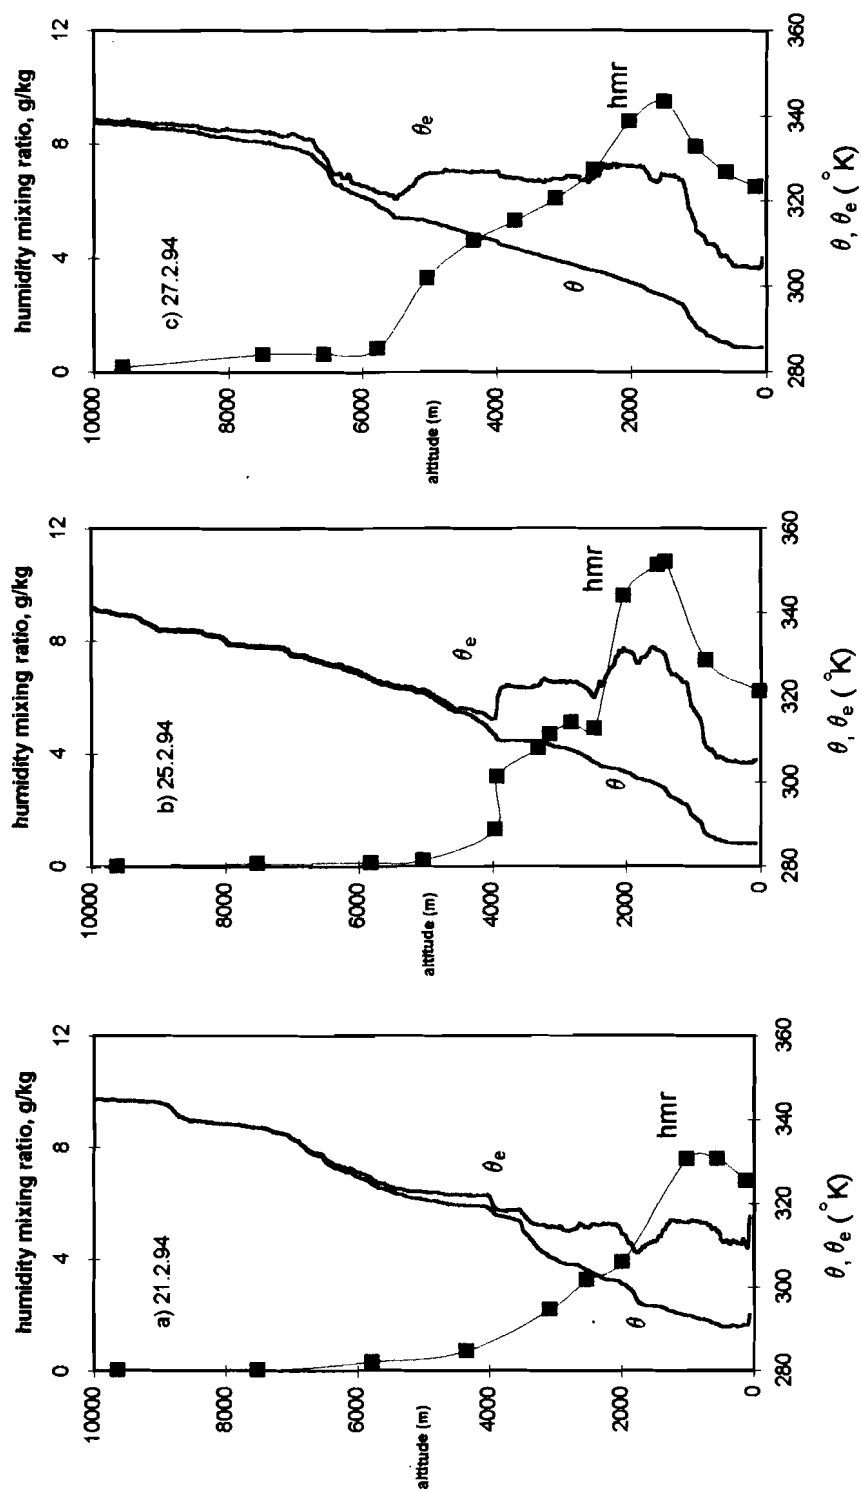 humidity mixing ratio, g/kg
0 4 8 12
a) 21.2.94
10000
8000
6000
4000
2000
0
altitude (m)
θe
hmr
θ
280 300 320 340 360
θ, θe ( °K)
humidity mixing ratio, g/kg
0 4 8 12
b) 25.2.94
10000
8000
6000
4000
2000
0
altitude (m)
θe
hmr
θ
280 300 320 340 360
θ, θe ( °K)
humidity mixing ratio, g/kg
0 4 8 12
c) 27.2.94
10000
8000
6000
4000
2000
0
altitude (m)
θe
hmr
θ
280 300 320 340 360
θ, θe ( °K)